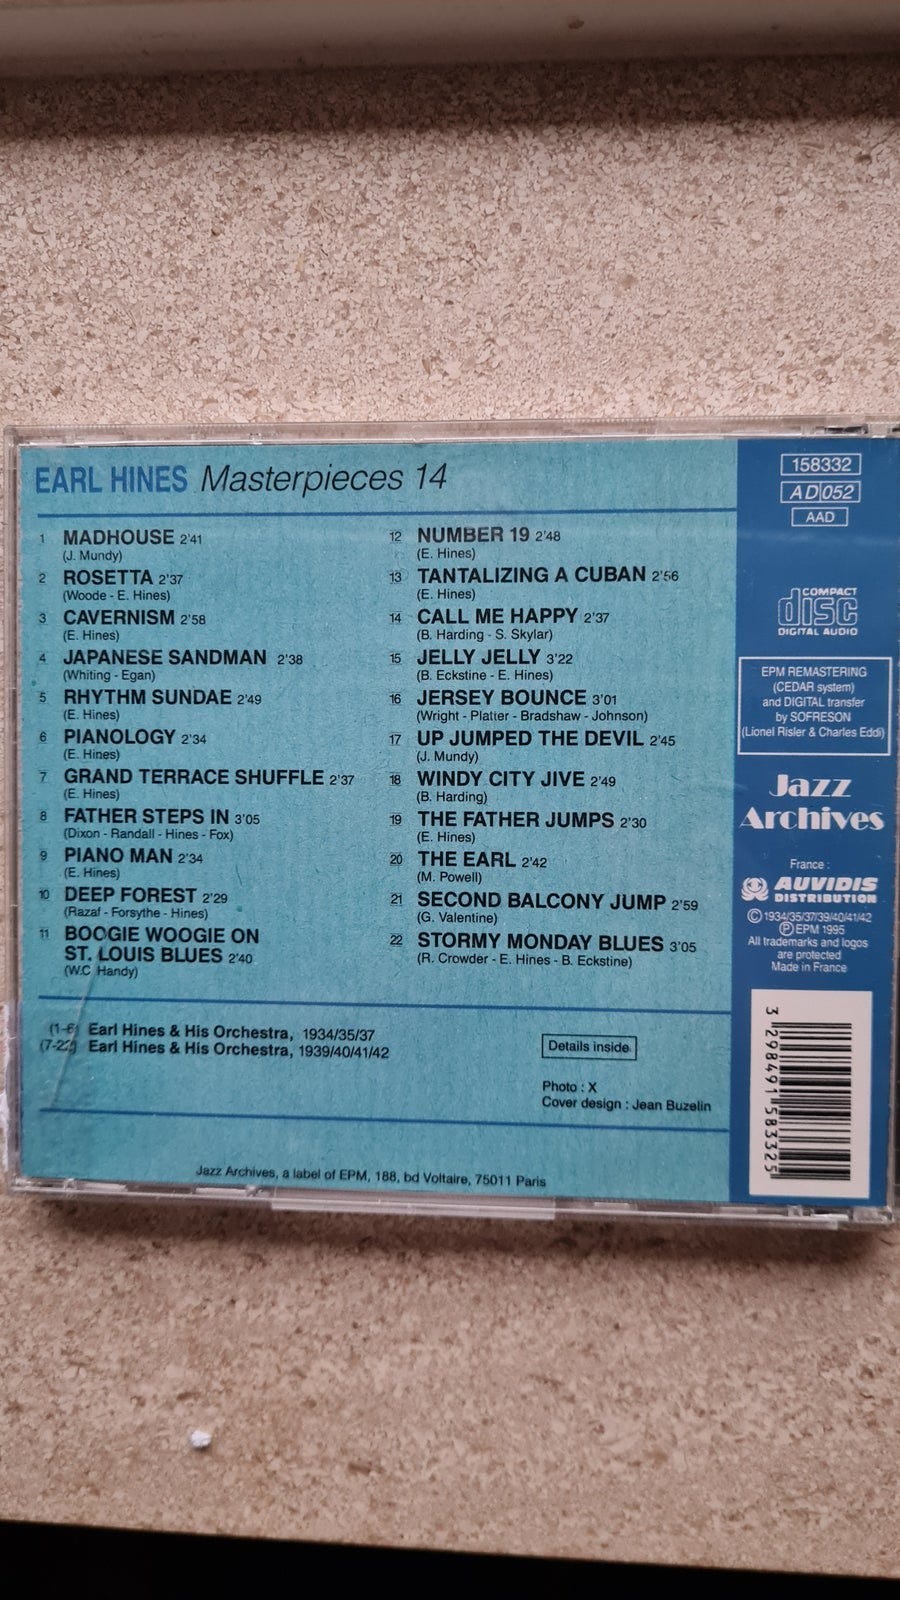 EARL HINES Masterpieces 14
1 MADHOUSE 2'41
(J. Mundy)
2 ROSETTA 2'37
(Woode - E. Hines)
3 CAVERNISM 2'58
(E. Hines)
4 JAPANESE SANDMAN 2'38
(Whiting - Egan)
5 RHYTHM SUNDAE 2'49
(E. Hines)
6 PIANOLOGY 2'34
(E. Hines)
7 GRAND TERRACE SHUFFLE 2'37
(E. Hines)
8 FATHER STEPS IN 3'05
(Dixon - Randall - Hines - Fox)
9 PIANO MAN 2'34
(E. Hines)
10 DEEP FOREST 2'29
(Razaf - Forsythe - Hines)
11 BOOGIE WOOGIE ON
ST. LOUIS BLUES 2'40
(W.C Handy)
12 NUMBER 19 2'48
(E. Hines)
13 TANTALIZING A CUBAN 2'56
(E. Hines)
14 CALL ME HAPPY 2'37
(B. Harding - S. Skylar)
15 JELLY JELLY 3'22
(B. Eckstine - E. Hines)
16 JERSEY BOUNCE 3'01
(Wright - Platter - Bradshaw - Johnson)
17 UP JUMPED THE DEVIL 2'45
(J. Mundy)
18 WINDY CITY JIVE 2'49
(B. Harding)
19 THE FATHER JUMPS 2'30
(E. Hines)
20 THE EARL 2'42
(M. Powell)
21 SECOND BALCONY JUMP 2'59
(G. Valentine)
22 STORMY MONDAY BLUES 3'05
(R. Crowder - E. Hines - B. Eckstine)
(1-6) Earl Hines & His Orchestra, 1934/35/37
(7-22) Earl Hines & His Orchestra, 1939/40/41/42
Details inside
Photo : X
Cover design : Jean Buzelin
Jazz Archives, a label of EPM, 188, bd Voltaire, 75011 Paris
158332
AD 052
AAD
COMPACT
disc
DIGITAL AUDIO
EPM REMASTERING
(CEDAR system)
and DIGITAL transfer
by SOFRESON
(Lionel Risler & Charles Eddi)
Jazz
Archives
France :
AUVIDIS
DISTRIBUTION
© 1934/35/37/39/40/41/42
℗ EPM 1995
All trademarks and logos
are protected
Made in France
3 298491 583325